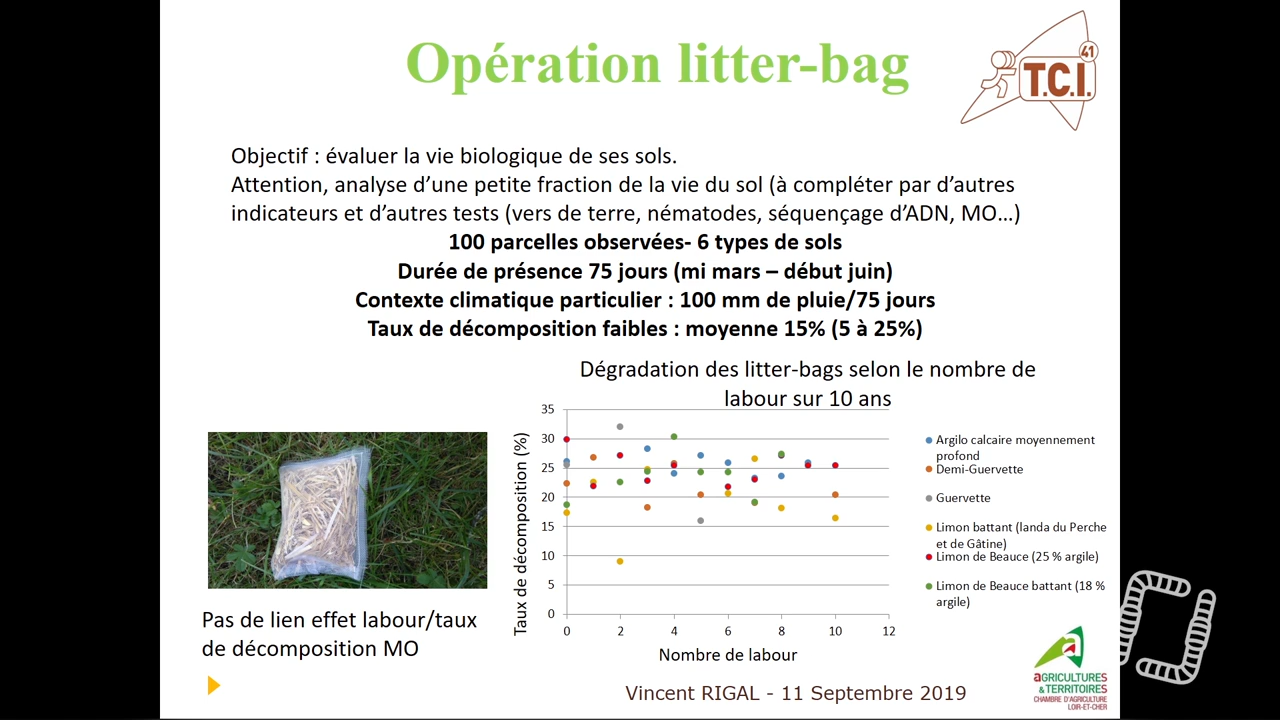 Opération litter-bag
41
T.C.I.
Objectif : évaluer la vie biologique de ses sols.
Attention, analyse d’une petite fraction de la vie du sol (à compléter par d’autres
indicateurs et d’autres tests (vers de terre, nématodes, séquençage d’ADN, MO…)
100 parcelles observées- 6 types de sols
Durée de présence 75 jours (mi mars – début juin)
Contexte climatique particulier : 100 mm de pluie/75 jours
Taux de décomposition faibles : moyenne 15% (5 à 25%)
Dégradation des litter-bags selon le nombre de
labour sur 10 ans
Taux de décomposition (%)
35
30
25
20
15
10
5
0
0 2 4 6 8 10 12
Nombre de labour
Argilo calcaire moyennement
profond
Demi-Guervette
Guervette
Limon battant (landa du Perche
et de Gâtine)
Limon de Beauce (25 % argile)
Limon de Beauce battant (18 %
argile)
Pas de lien effet labour/taux
de décomposition MO
Vincent RIGAL - 11 Septembre 2019
a
AGRICULTURES
& TERRITOIRES
CHAMBRE D'AGRICULTURE
LOIR-ET-CHER